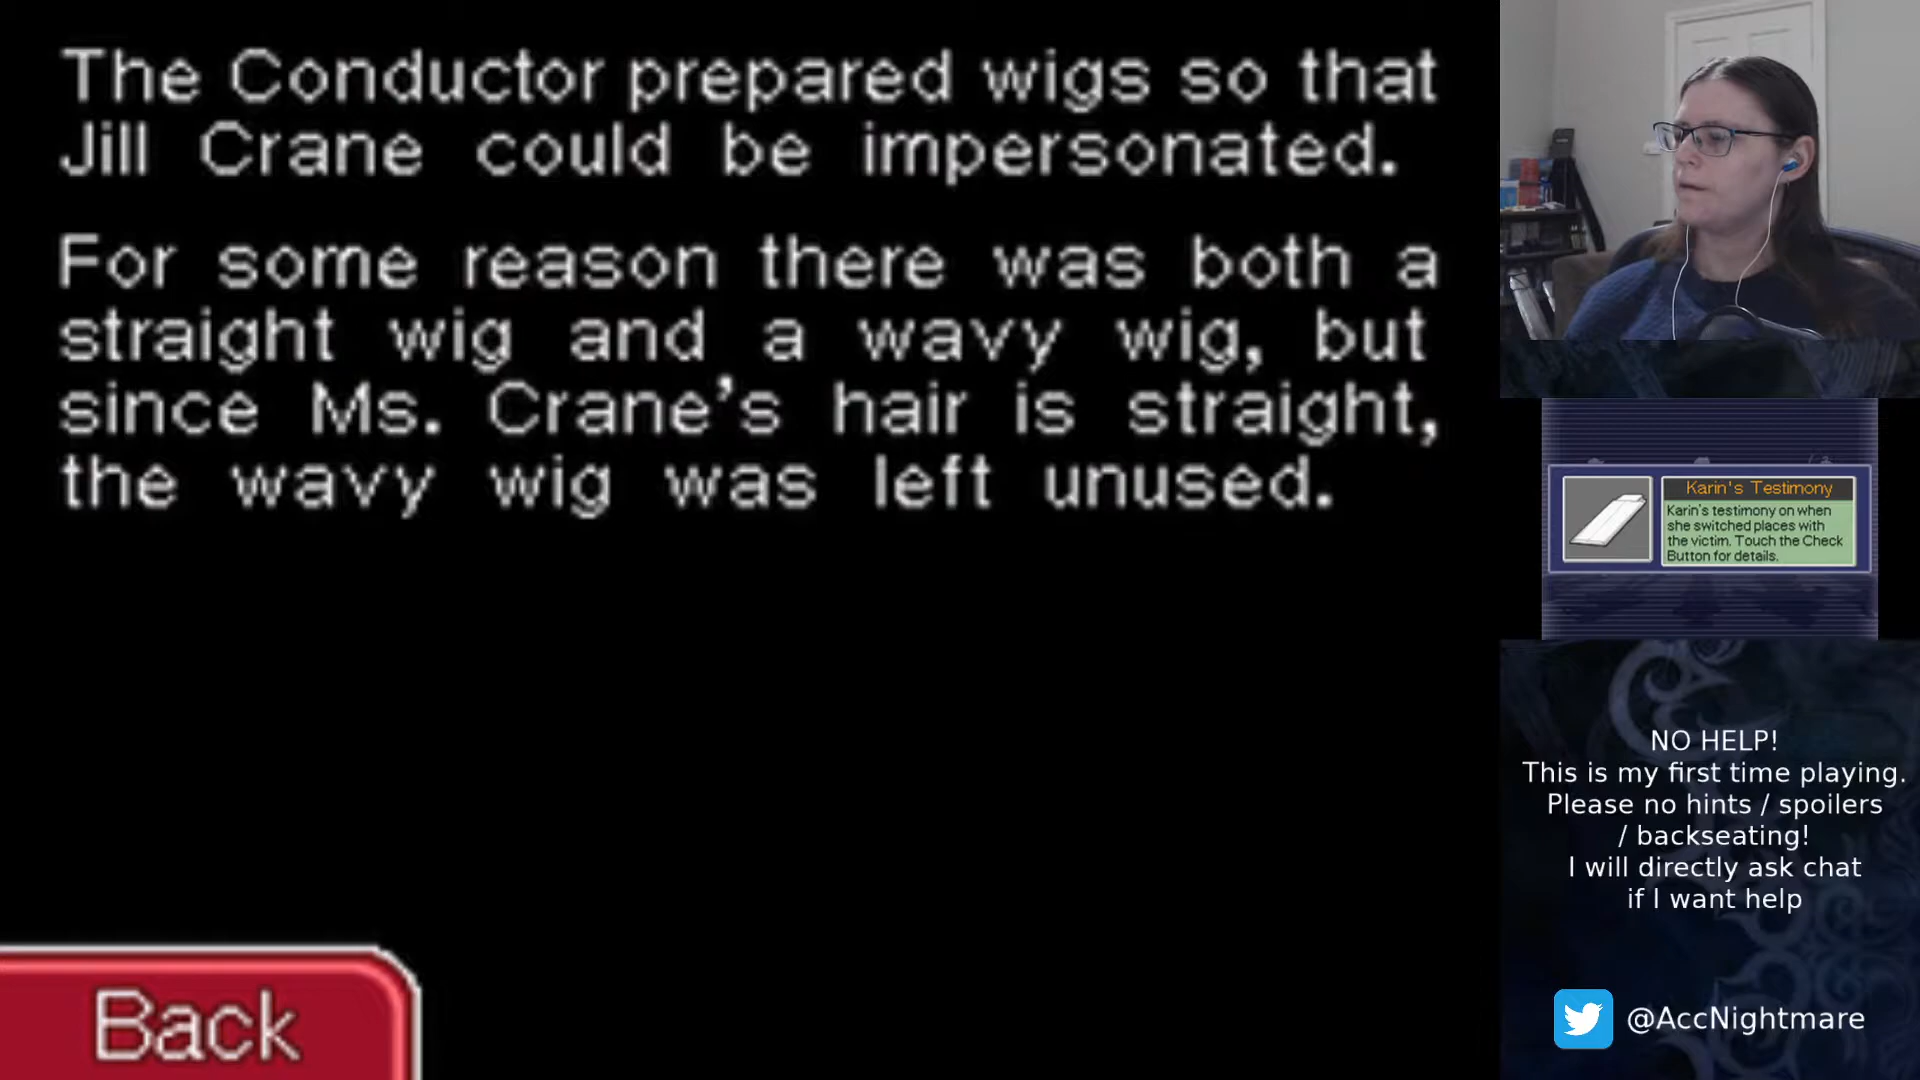 The Conductor prepared wigs so that
Jill Crane could be impersonated.
For some reason there was both a
straight wig and a wavy wig, but
since Ms. Crane's hair is straight,
the wavy wig was left unused.
Back
Karin's Testimony
Karin's testimony on when
she switched places with
the victim. Touch the Check
Button for details.
NO HELP!
This is my first time playing.
Please no hints / spoilers
/ backseating!
I will directly ask chat
if I want help
@AccNightmare